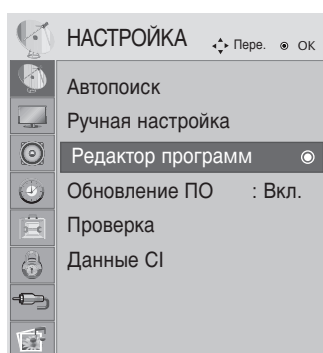 НАСТРОЙКА Пере. OK
Автопоиск
Ручная настройка
Редактор программ
Обновление ПО : Вкл.
Проверка
Данные CI